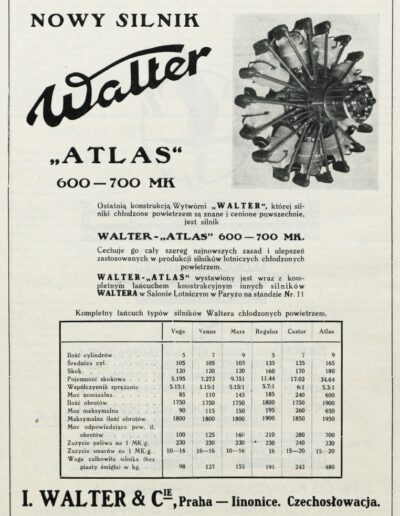 NOWY SILNIK
Walter
„ATLAS“
600—700 MK
Ostatnią konstrukcją Wytwórni „WALTER“, której sil-
niki chłodzone powietrzem są znane i cenione powszechnie,
jest silnik
WALTER-„ATLAS“ 600—700 MK.
Cechuje go cały szereg najnowszych zasad i ulepszeń
zastosowanych w produkcji silników lotniczych chłodzonych
powietrzem.
WALTER-„ATLAS“ wystawiony jest wraz z kom-
pletnym łańcuchem konstrukcyjnym innych silników
WALTERA w Salonie Lotniczym w Paryżu na standzie Nr. 11
Kompletny łańcuch typów silników Waltera chłodzonych powietrzem.
Vega Venus Mars Regulus Castor Atlas
Ilość cylindrów 5 7 9 5 7 9
Średnica cyl. 105 105 105 135 135 165
Skok 120 120 120 160 170 180
Pojemność skokowa 5.195 7.273 9.351 11.44 17.03 34.64
Współczynnik sprężania 5.15:1 5.15:1 5.15:1 5.7:1 6:1 5.3:1
Moc nominalna 85 110 145 185 240 600
Ilość obrotów 1750 1750 1750 1800 1750 1900
Moc maksymalna 90 115 150 195 260 650
Maksymalna ilość obrotów 1800 1800 1800 1900 1850 1950
Moc odpowiadająca pow. il.
obrotów 100 125 160 210 280 700
Zużycie paliwa na 1 MK/g. 230 230 230 230 240 230
Zużycie smarów na 1 MK/g. 10—16 10—16 10—16 16 15—20 15—20
Waga całkowita silnika (bez
piasty śmigła) w kg. 98 127 155 191 243 480
I. WALTER & CIE, Praha — Jinonice. Czechosłowacja.